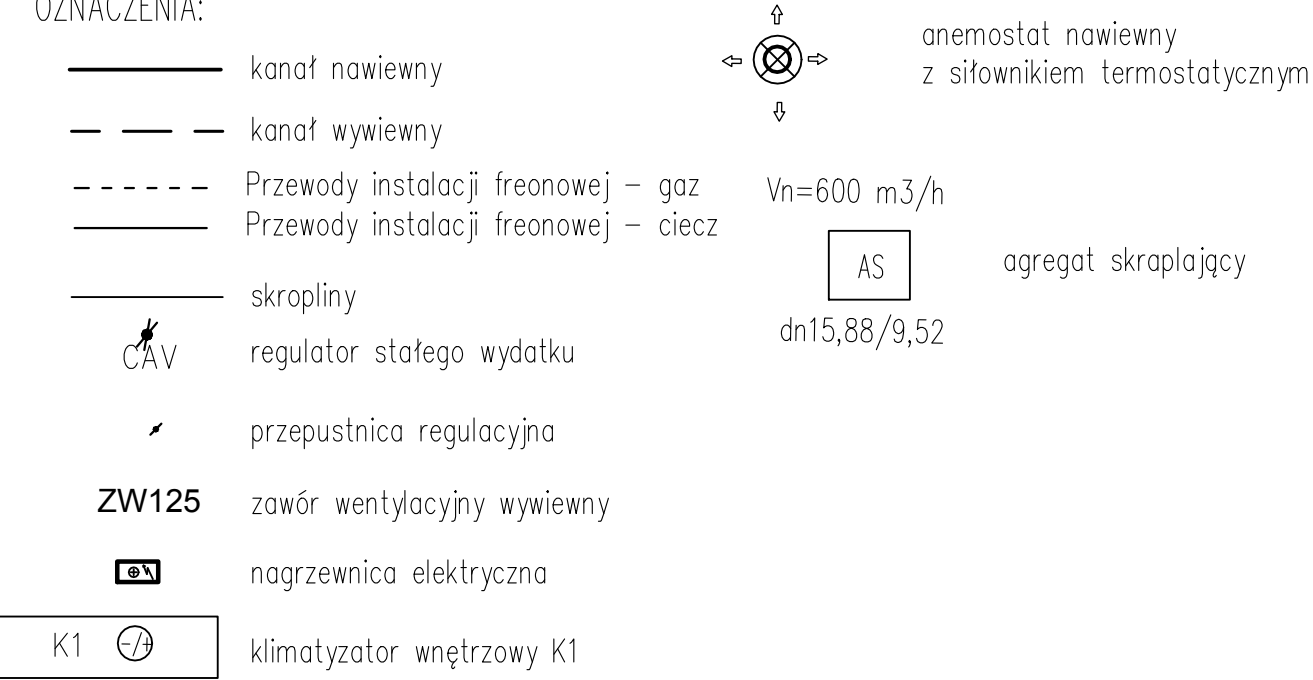 OZNACZENIA:
kanał nawiewny
kanał wywiewny
Przewody instalacji freonowej – gaz
Przewody instalacji freonowej – ciecz
skropliny
CAV regulator stałego wydatku
przepustnica regulacyjna
ZW125 zawór wentylacyjny wywiewny
nagrzewnica elektryczna
K1 -/+ klimatyzator wnętrzowy K1
anemostat nawiewny
z siłownikiem termostatycznym
Vn=600 m3/h
AS agregat skraplający
dn15,88/9,52